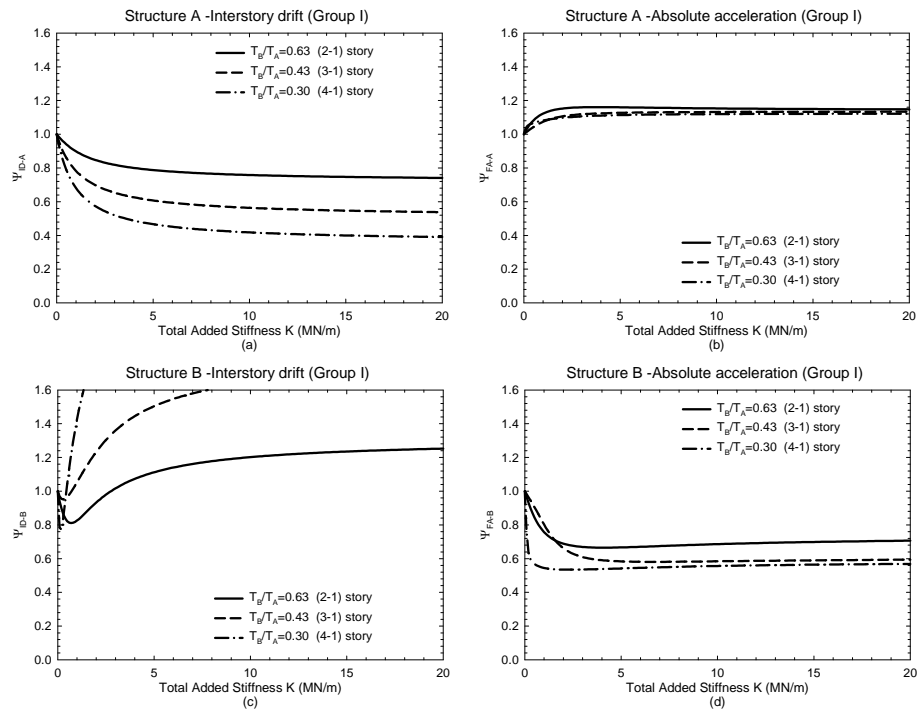 Structure A -Interstory drift (Group I)
1.6
1.4
1.2
1.0
0.8
0.6
0.4
0.2
0.0
Ψ_ID-A
T_B/T_A=0.63 (2-1) story
T_B/T_A=0.43 (3-1) story
T_B/T_A=0.30 (4-1) story
0 5 10 15 20
Total Added Stiffness K (MN/m)
(a)
Structure A -Absolute acceleration (Group I)
1.6
1.4
1.2
1.0
0.8
0.6
0.4
0.2
0.0
Ψ_FA-A
T_B/T_A=0.63 (2-1) story
T_B/T_A=0.43 (3-1) story
T_B/T_A=0.30 (4-1) story
0 5 10 15 20
Total Added Stiffness K (MN/m)
(b)
Structure B -Interstory drift (Group I)
1.6
1.4
1.2
1.0
0.8
0.6
0.4
0.2
0.0
Ψ_ID-B
T_B/T_A=0.63 (2-1) story
T_B/T_A=0.43 (3-1) story
T_B/T_A=0.30 (4-1) story
0 5 10 15 20
Total Added Stiffness K (MN/m)
(c)
Structure B -Absolute acceleration (Group I)
1.6
1.4
1.2
1.0
0.8
0.6
0.4
0.2
0.0
Ψ_FA-B
T_B/T_A=0.63 (2-1) story
T_B/T_A=0.43 (3-1) story
T_B/T_A=0.30 (4-1) story
0 5 10 15 20
Total Added Stiffness K (MN/m)
(d)